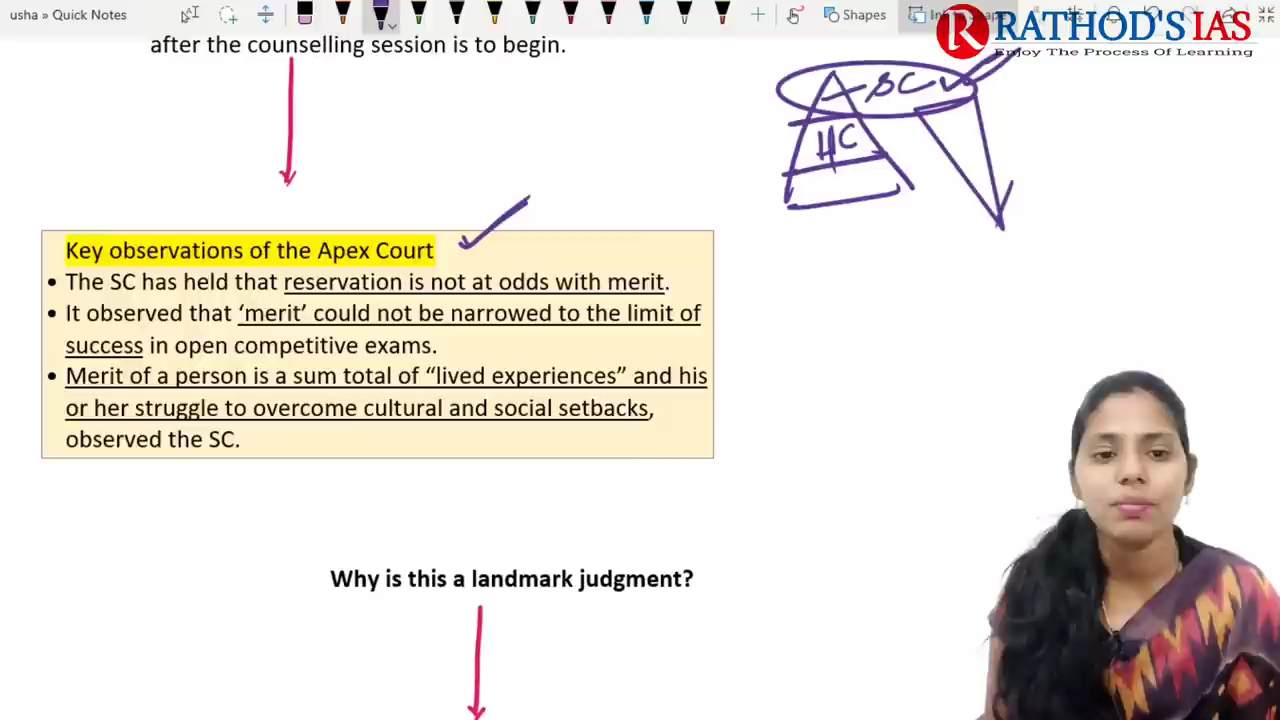 usha » Quick Notes
Shapes
RATHOD'S IAS
Enjoy The Process Of Learning
after the counselling session is to begin.
SC
HC
Key observations of the Apex Court
• The SC has held that reservation is not at odds with merit.
• It observed that ‘merit’ could not be narrowed to the limit of
success in open competitive exams.
• Merit of a person is a sum total of “lived experiences” and his
or her struggle to overcome cultural and social setbacks,
observed the SC.
Why is this a landmark judgment?